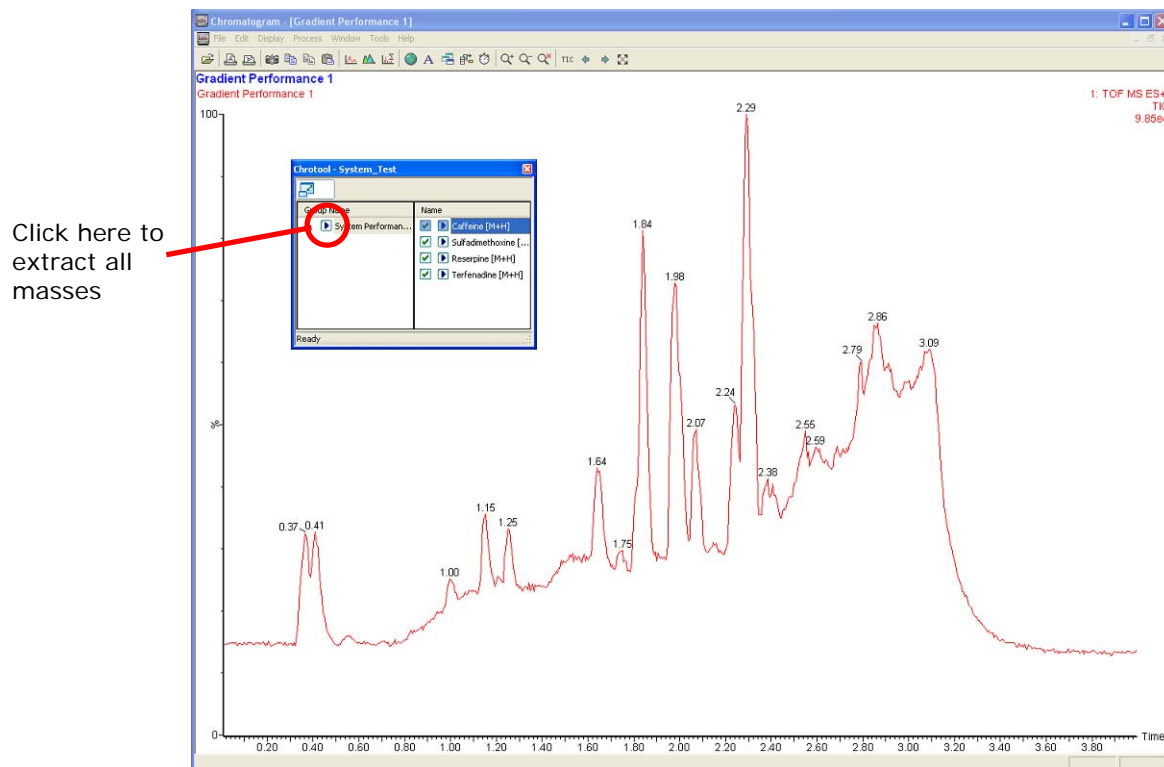 Chromatogram - [Gradient Performance 1]
File Edit Display Process Window Tools Help
TIC
Gradient Performance 1
Gradient Performance 1
1: TOF MS ES+
TIC
9.85e
100
%
0
Chrotool - System_Test
Group Name
Name
System Performan...
Caffeine [M+H]
Sulfadimethoxine [...
Reserpine [M+H]
Terfenadine [M+H]
Ready
Click here to
extract all
masses
0.37
0.41
1.00
1.15
1.25
1.64
1.75
1.84
1.98
2.07
2.24
2.29
2.38
2.55
2.59
2.79
2.86
3.09
0.20 0.40 0.60 0.80 1.00 1.20 1.40 1.60 1.80 2.00 2.20 2.40 2.60 2.80 3.00 3.20 3.40 3.60 3.80
Time